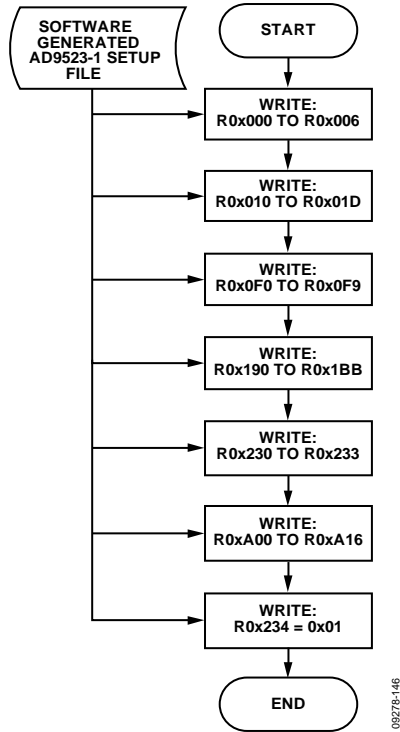 SOFTWARE
GENERATED
AD9523-1 SETUP
FILE
START
WRITE:
R0x000 TO R0x006
WRITE:
R0x010 TO R0x01D
WRITE:
R0x0F0 TO R0x0F9
WRITE:
R0x190 TO R0x1BB
WRITE:
R0x230 TO R0x233
WRITE:
R0xA00 TO R0xA16
WRITE:
R0x234 = 0x01
END
09278-146